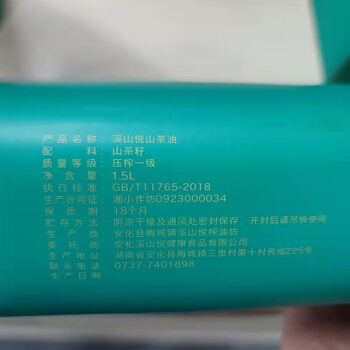 产品名称：溪山悦山茶油
配料：山茶籽
质量等级：压榨一级
净含量：1.5L
执行标准：GB/T11765-2018
生产许可证：湘小作坊0923000034
保质期：18个月
贮存方法：阴凉干燥及通风处密封保存，开封后请尽快使用
生产商：安化县梅城镇溪山悦榨油坊
委托商：安化溪山悦健康食品有限公司
生产地址：湖南省安化县梅城镇三里村第十村民组225号
联系电话：0737-7401898
生产日期